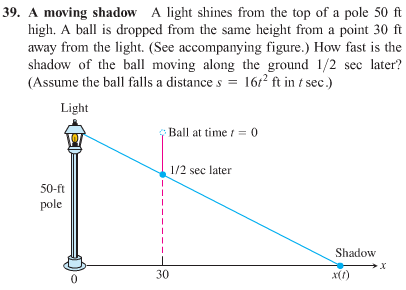 39. A moving shadow A light shines from the top of a pole 50 ft
high. A ball is dropped from the same height from a point 30 ft
away from the light. (See accompanying figure.) How fast is the
shadow of the ball moving along the ground 1/2 sec later?
(Assume the ball falls a distance s = 16t² ft in t sec.)
Light
Ball at time t = 0
1/2 sec later
50-ft
pole
Shadow
0
30
x(t)
x